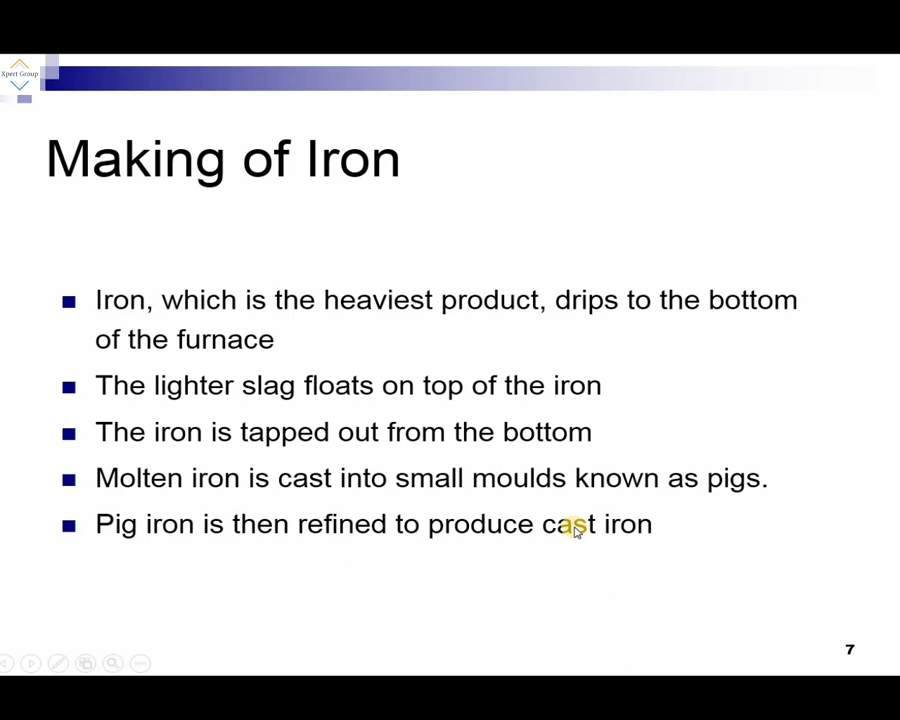 Xpert Group
Making of Iron
Iron, which is the heaviest product, drips to the bottom
of the furnace
The lighter slag floats on top of the iron
The iron is tapped out from the bottom
Molten iron is cast into small moulds known as pigs.
Pig iron is then refined to produce cast iron
7